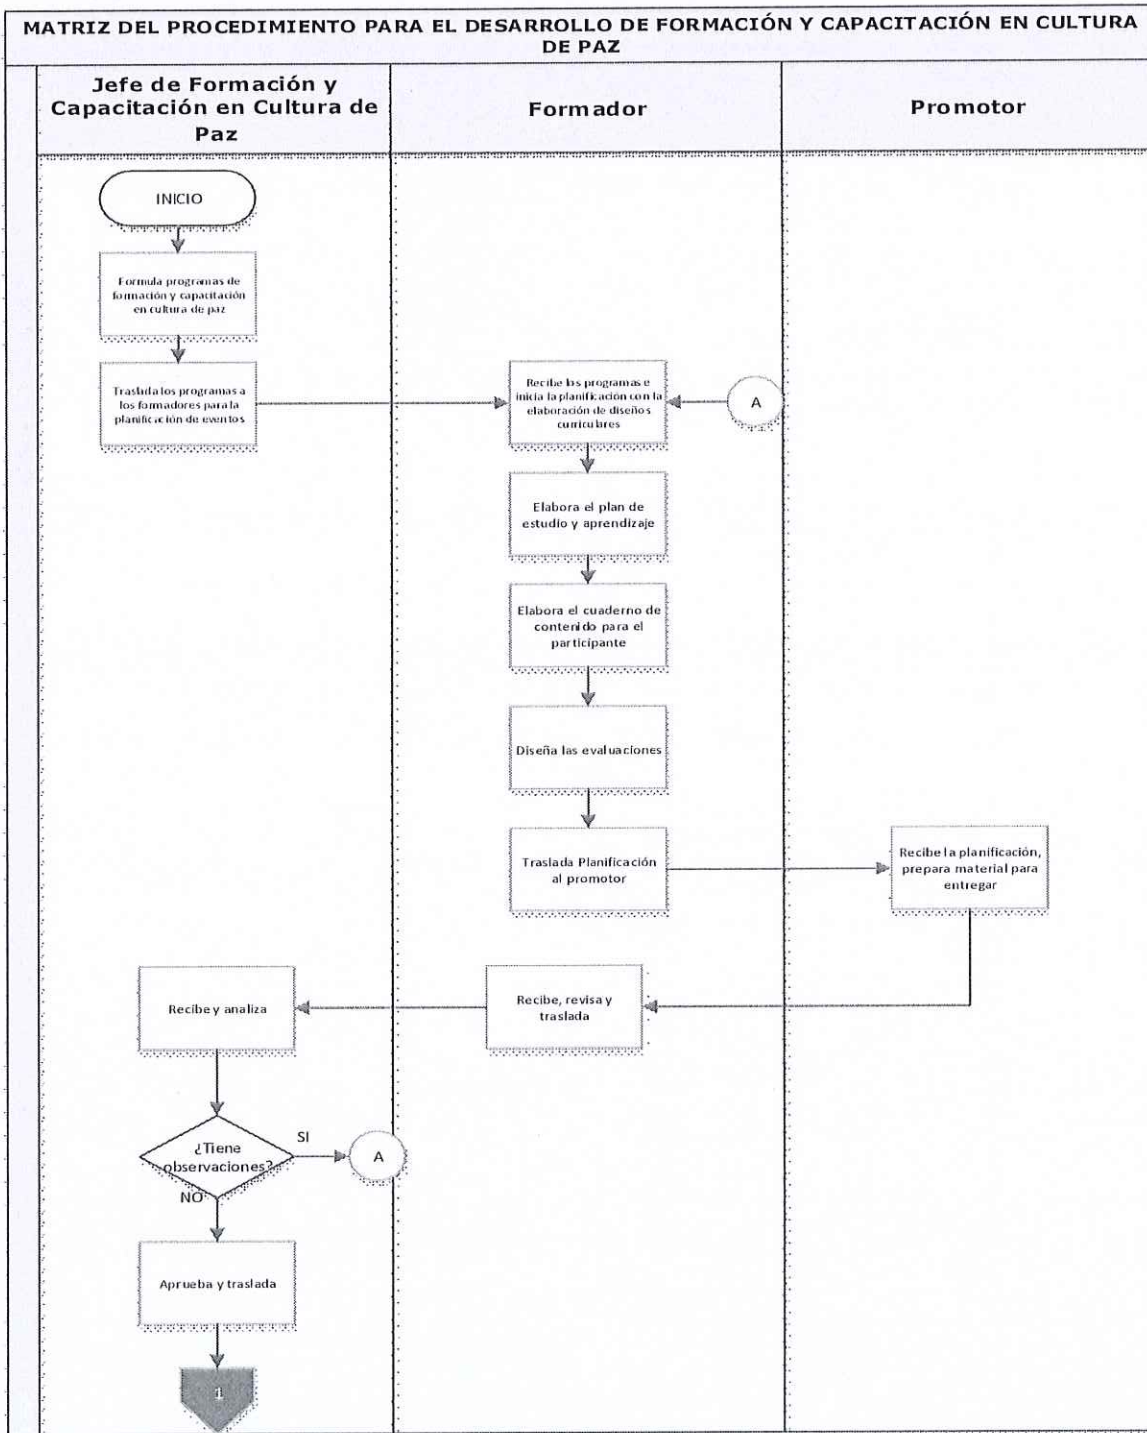 MATRIZ DEL PROCEDIMIENTO PARA EL DESARROLLO DE FORMACIÓN Y CAPACITACIÓN EN CULTURA
DE PAZ
Jefe de Formación y
Capacitación en Cultura de
Paz
Formador
Promotor
INICIO
Formula programas de
formación y capacitación
en cultura de paz
Traslada los programas a
los formadores para la
planificación de eventos
Recibe los programas e
inicia la planificación con la
elaboración de diseños
curriculares
A
Elabora el plan de
estudio y aprendizaje
Elabora el cuaderno de
contenido para el
participante
Diseña las evaluaciones
Traslada Planificación
al promotor
Recibe la planificación,
prepara material para
entregar
Recibe, revisa y
traslada
Recibe y analiza
¿Tiene
observaciones?
SI
A
NO
Aprueba y traslada
1